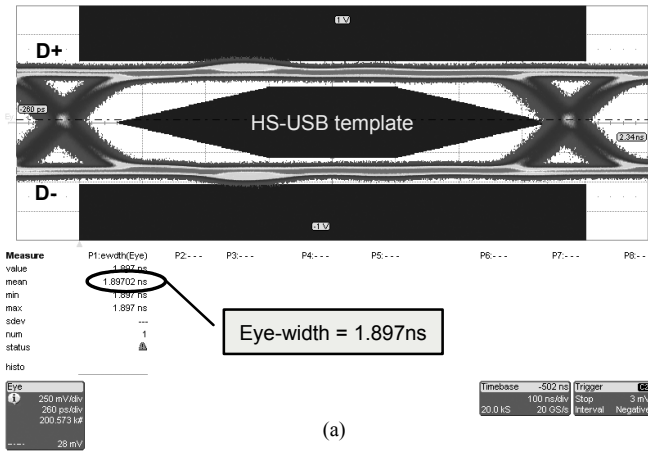 1 V
D+
-260 ps
Ey
HS-USB template
2.34 ns
D-
-1 V
Measure P1:ewdth(Eye) P2:--- P3:--- P4:--- P5:--- P6:--- P7:--- P8:--
value 1.897 ns
mean 1.89702 ns
min 1.897 ns
max 1.897 ns
sdev ---
num 1
status
histo
Eye-width = 1.897ns
Eye
250 mV/div
260 ps/div
200.573 k#
28 mV
Timebase -502 ns
100 ns/div
20.0 kS 20 GS/s
Trigger C2
Stop 3 mV
Interval Negative
(a)